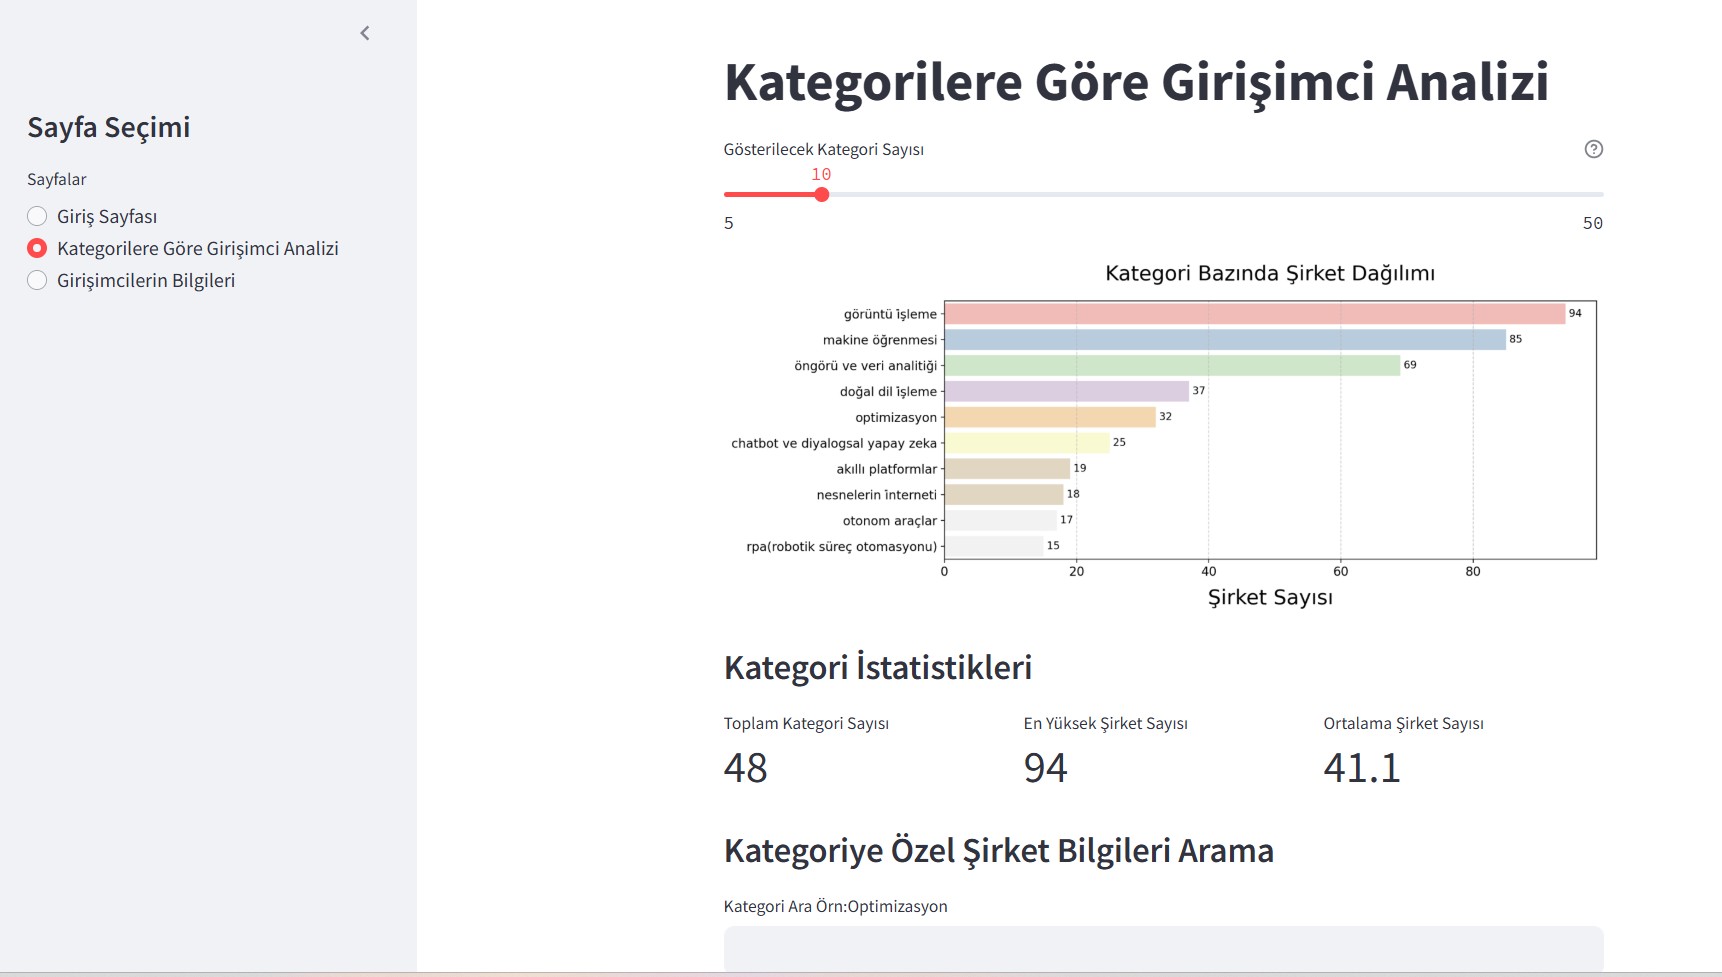 Sayfa Seçimi
Sayfalar
Giriş Sayfası
Kategorilere Göre Girişimci Analizi
Girişimcilerin Bilgileri
Kategorilere Göre Girişimci Analizi
Gösterilecek Kategori Sayısı
10
5 50
Kategori Bazında Şirket Dağılımı
görüntü i̇şleme 94
makine öğrenmesi 85
öngörü ve veri analitiği 69
doğal dil i̇şleme 37
optimizasyon 32
chatbot ve diyalogsal yapay zeka 25
akıllı platformlar 19
nesnelerin i̇nterneti 18
otonom araçlar 17
rpa(robotik süreç otomasyonu) 15
0 20 40 60 80
Şirket Sayısı
Kategori İstatistikleri
Toplam Kategori Sayısı En Yüksek Şirket Sayısı Ortalama Şirket Sayısı
48 94 41.1
Kategoriye Özel Şirket Bilgileri Arama
Kategori Ara Örn:Optimizasyon